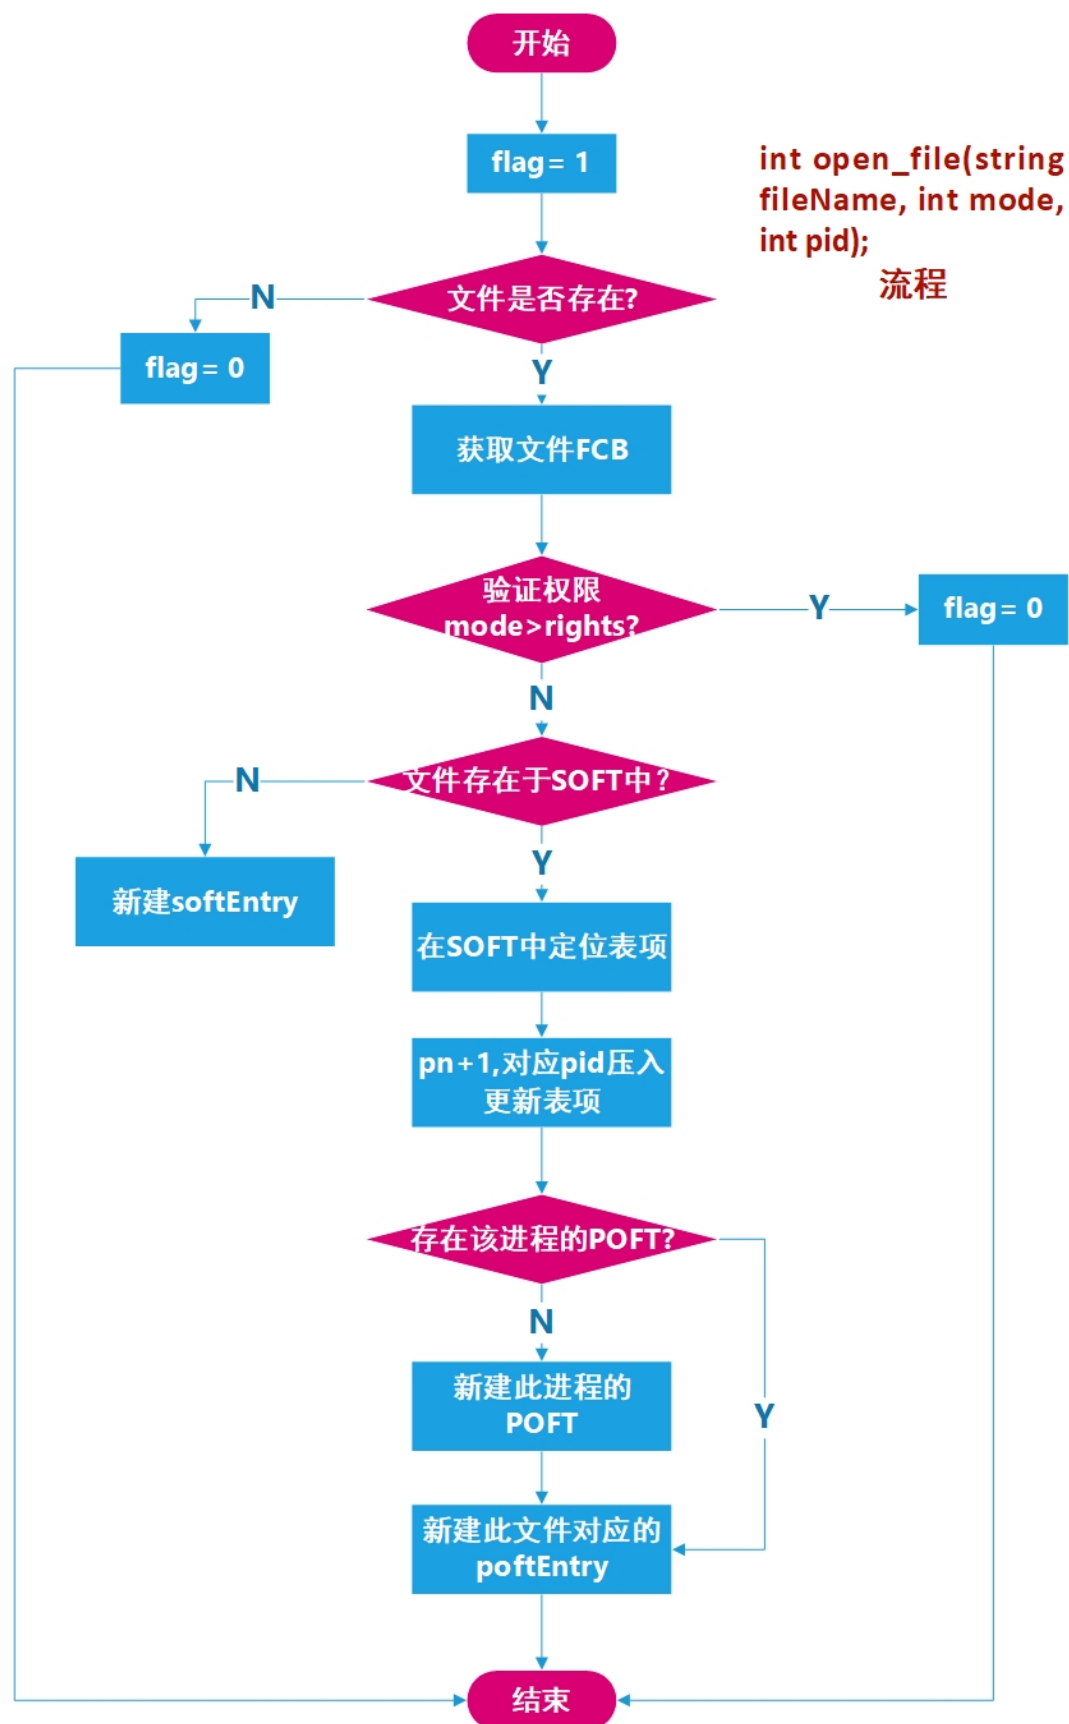 开始
flag= 1
int open_file(string
fileName, int mode,
int pid);
流程
文件是否存在?
N
flag= 0
Y
获取文件FCB
验证权限
mode>rights?
Y
flag= 0
N
文件存在于SOFT中？
N
新建softEntry
Y
在SOFT中定位表项
pn+1,对应pid压入
更新表项
存在该进程的POFT?
N
新建此进程的
POFT
Y
新建此文件对应的
poftEntry
结束